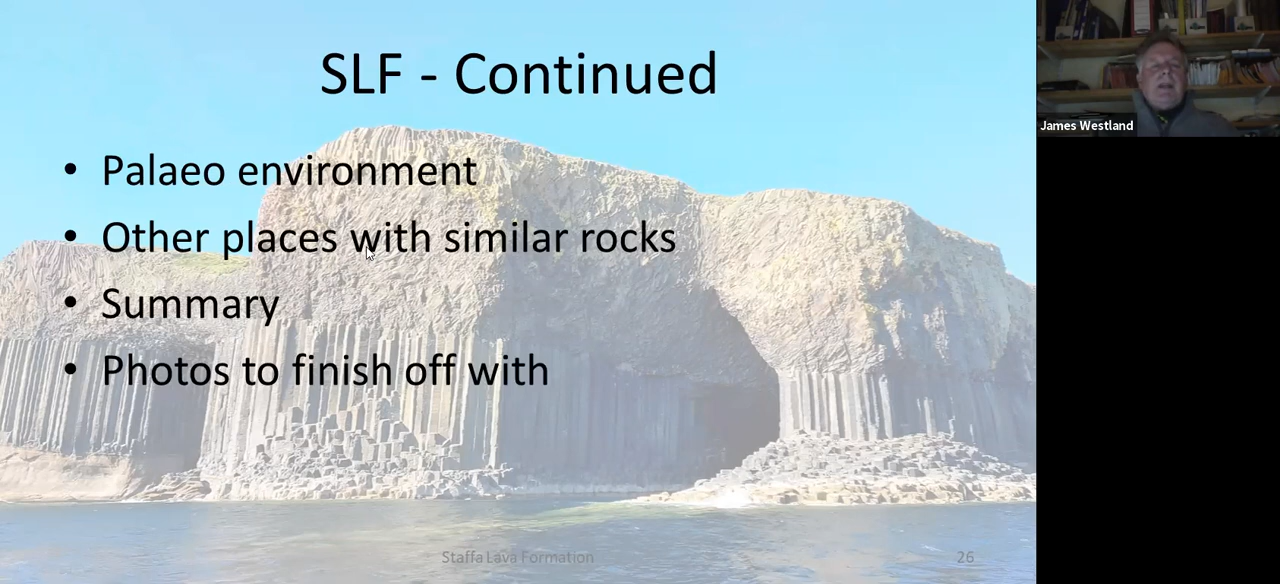 SLF - Continued
• Palaeo environment
• Other places with similar rocks
• Summary
• Photos to finish off with
Staffa Lava Formation
26
James Westland